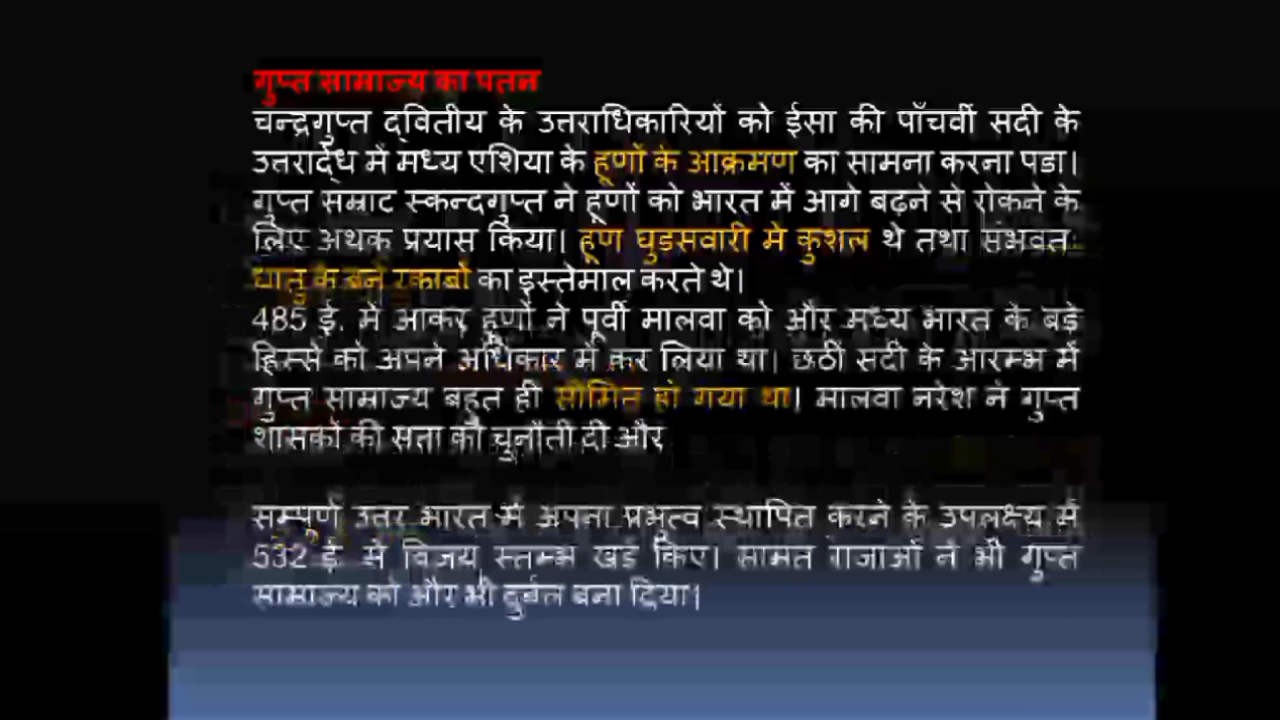 गुप्त साम्राज्य का पतन
चन्द्रगुप्त द्वितीय के उत्तराधिकारियों को ईसा की पाँचवीं सदी के
उत्तरार्द्ध में मध्य एशिया के हूणों के आक्रमण का सामना करना पडा।
गुप्त सम्राट स्कन्दगुप्त ने हूणों को भारत में आगे बढ़ने से रोकने के
लिए अथक प्रयास किया। हूण घुडसवारी मे कुशल थे तथा संभवतः
धातु के बने रकाबो का इस्तेमाल करते थे।
485 ई. मे आकर हूणों ने पूर्वी मालवा को और मध्य भारत के बड़े
हिस्से को अपने अधिकार में कर लिया था। छठी सदी के आरम्भ में
गुप्त साम्राज्य बहुत ही सीमित हो गया था। मालवा नरेश ने गुप्त
शासकों की सत्ता को चुनौती दी और
सम्पूर्ण उत्तर भारत में अपना प्रभुत्व स्थापित करने के उपलक्ष्य में
532 ई. मे विजय स्तम्भ खडे किए। सामंत राजाओं ने भी गुप्त
साम्राज्य को और भी दुर्बल बना दिया।